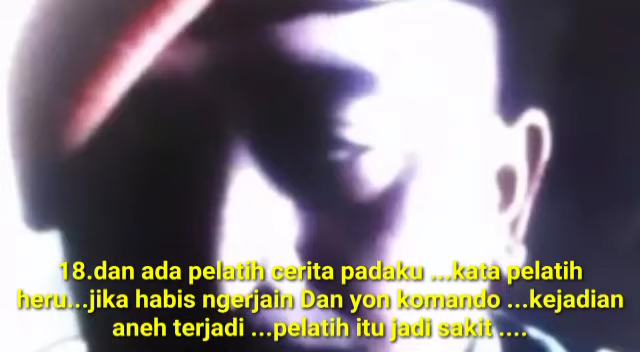 18.dan ada pelatih cerita padaku ...kata pelatih
heru...jika habis ngerjain Dan yon komando ...kejadian
aneh terjadi ...pelatih itu jadi sakit ....